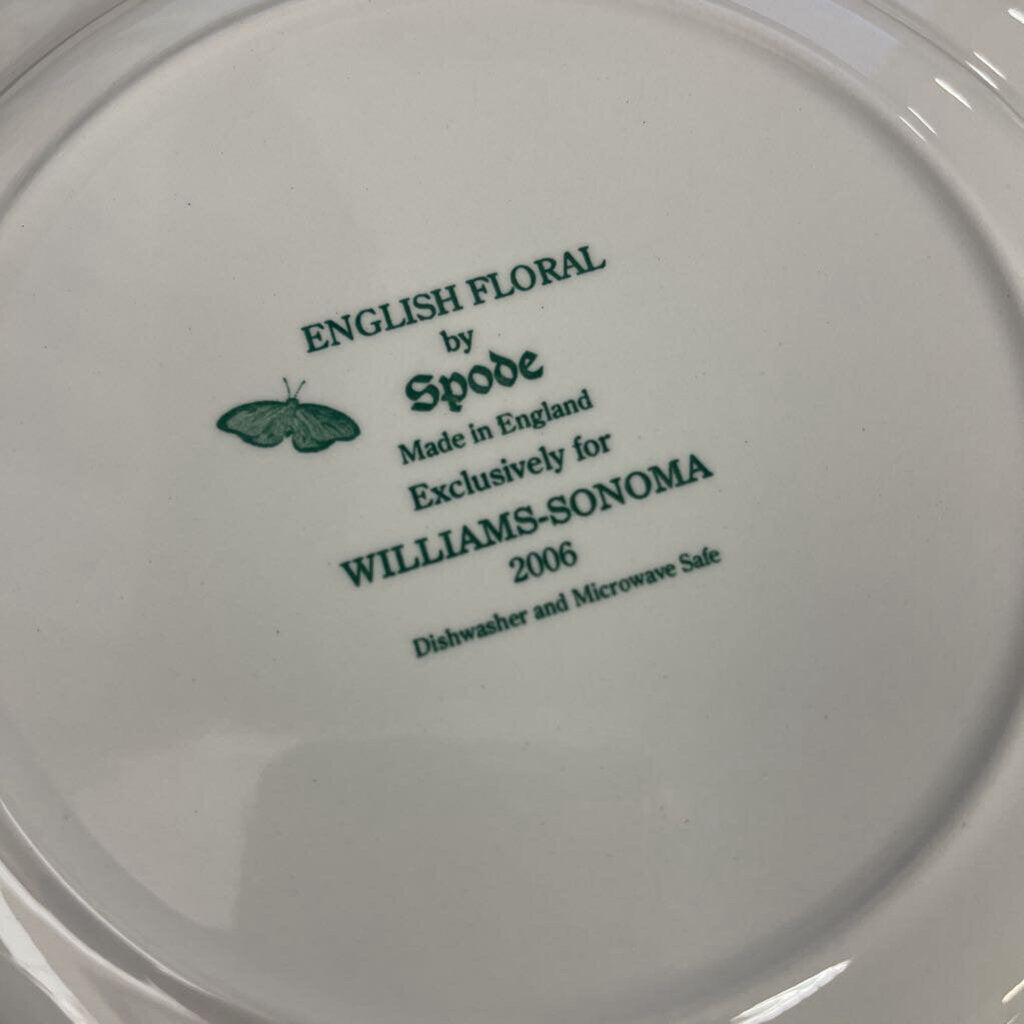 ENGLISH FLORAL
by
Spode
Made in England
Exclusively for
WILLIAMS-SONOMA
2006
Dishwasher and Microwave Safe